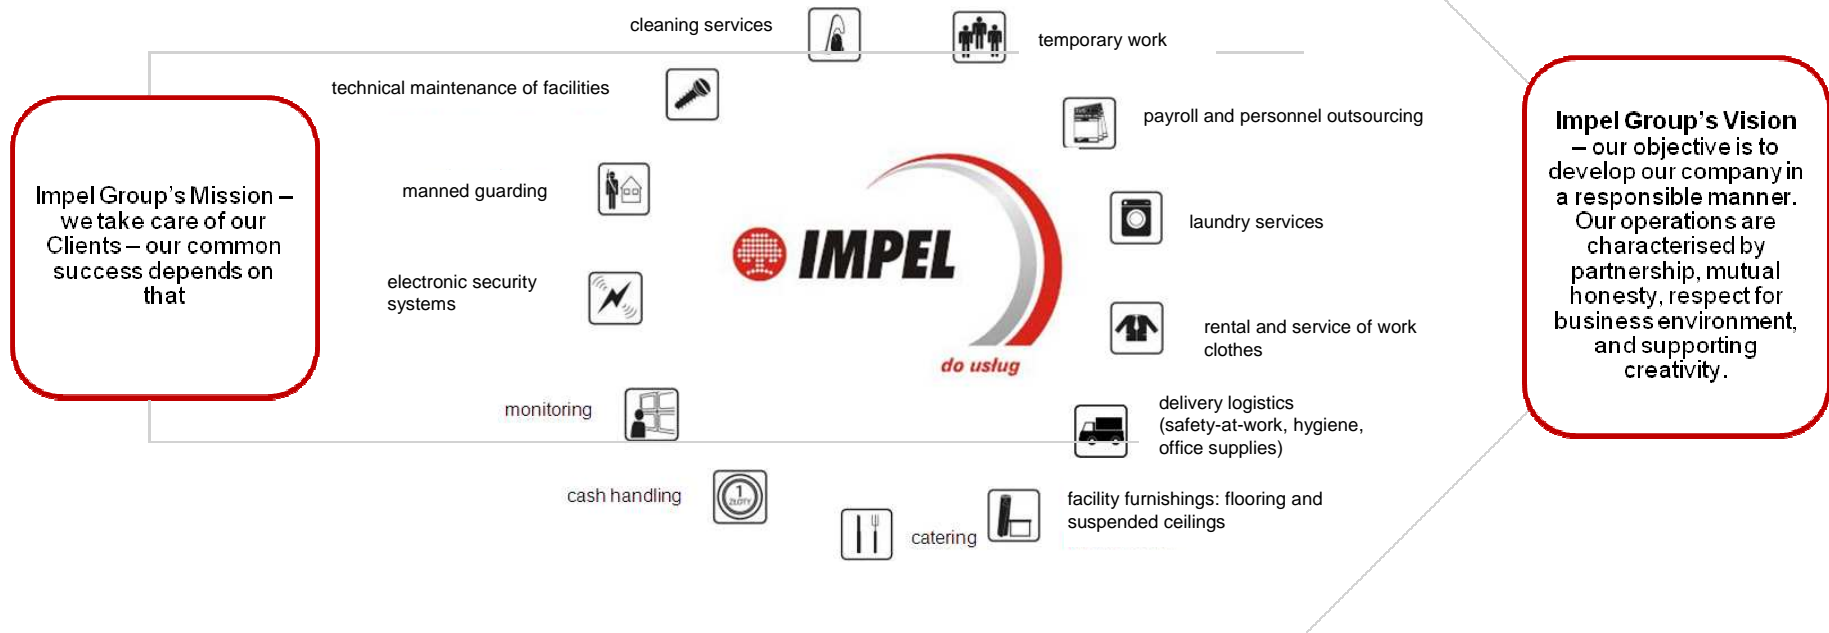 cleaning services
temporary work
technical maintenance of facilities
payroll and personnel outsourcing
manned guarding
laundry services
electronic security
systems
rental and service of work
clothes
monitoring
delivery logistics
(safety-at-work, hygiene,
office supplies)
cash handling
1
ZŁOTY
catering
facility furnishings: flooring and
suspended ceilings
IMPEL
do usług
Impel Group's Mission –
we take care of our
Clients – our common
success depends on
that
Impel Group's Vision
– our objective is to
develop our company in
a responsible manner.
Our operations are
characterised by
partnership, mutual
honesty, respect for
business environment,
and supporting
creativity.